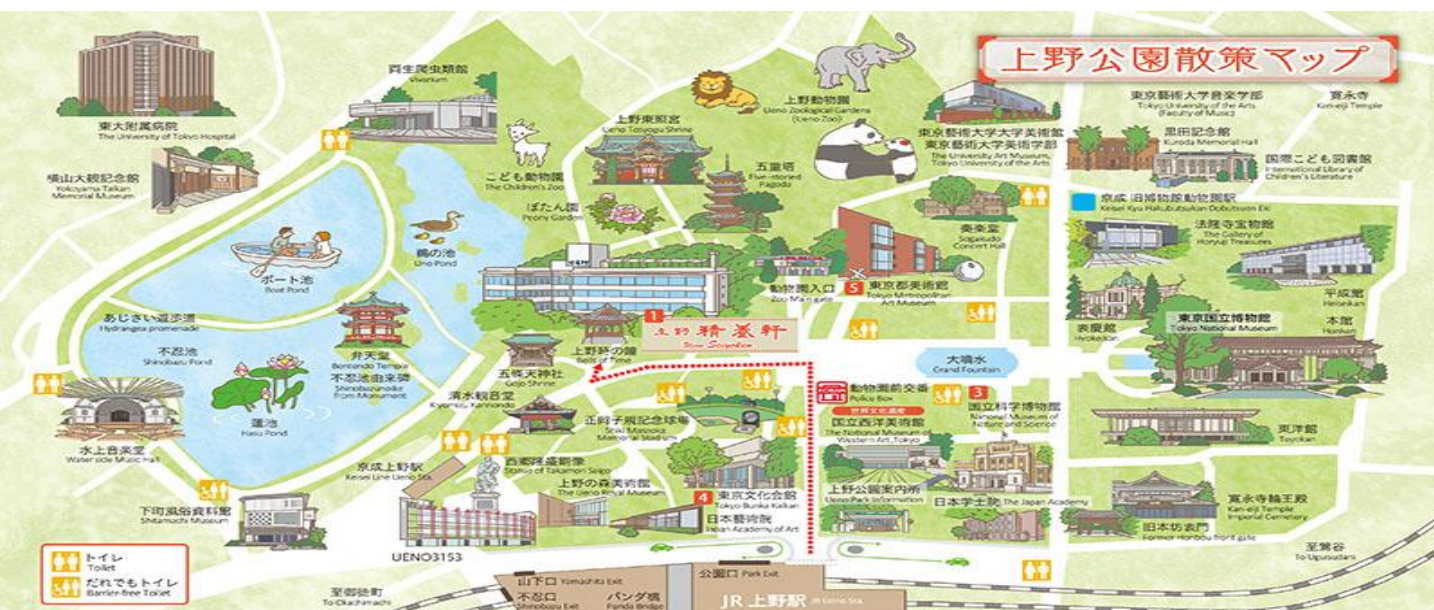 上野公園散策マップ
東大附属病院
The University of Tokyo Hospital
両生爬虫類館
Vivarium
横山大観記念館
Yokoyama Taikan
Memorial Museum
こども動物園
The Children's Zoo
上野東照宮
Ueno Tosyogu Shrine
上野動物園
Ueno Zoological Gardens
(Ueno Zoo)
五重塔
Five-storied
Pagoda
ぼたん園
Peony Garden
東京藝術大学大学美術館
東京藝術大学美術学部
The University Art Museum,
Tokyo University of the Arts
東京藝術大学音楽学部
Tokyo University of the Arts
(Faculty of Music)
寛永寺
Kan-eiji Temple
黒田記念館
Kuroda Memorial Hall
国際こども図書館
International Library of
Children's Literature
京成 旧博物館動物園駅
Keisei Kyu Hakubutsukan Dobutsuen Eki
法隆寺宝物館
The Gallery of
Horyuji Treasures
奏楽堂
Sogakudo
Concert Hall
ボート池
Boat Pond
鵜の池
Uno Pond
動物園入口
Zoo Main gate
5
東京都美術館
Tokyo Metropolitan
Art Museum
平成館
Heiseikan
表慶館
Hyokeikan
東京国立博物館
Tokyo National Museum
本館
Honkan
あじさい遊歩道
Hydrangea promenade
不忍池
Shinobazu Pond
弁天堂
Bentendo Temple
不忍池由来碑
Shinobazunoike
from Monument
蓮池
Hasu Pond
1
上野 精養軒
Ueno Seiyoken
上野時の鐘
Bells of Time
五條天神社
Gojo Shrine
大噴水
Grand Fountain
清水観音堂
Kiyomizu Kannondo
正岡子規記念球場
Shiki Masaoka
Memorial Stadium
動物園前交番
Police Box
世界文化遺産
国立西洋美術館
The National Museum of
Western Art, Tokyo
3
国立科学博物館
National Museum of
Nature and Science
東洋館
Toyokan
水上音楽堂
Water side Music Hall
京成上野駅
Keisei Line Ueno Sta.
西郷隆盛銅像
Statue of Takamori Saigo
上野の森美術館
The Ueno Royal Museum
4
東京文化会館
Tokyo Bunka Kaikan
日本藝術院
Japan Academy of Art
上野公園案内所
Ueno Park Information
日本学士院 The Japan Academy
寛永寺輪王殿
Kan-eiji Temple
Imperial Cemetery
旧本坊表門
Former Honbou front gate
下町風俗資料館
Shitamachi Museum
UENO3153
至鶯谷
To Uguisudani
トイレ
Toilet
だれでもトイレ
Barrier-free Toilet
至御徒町
To Okachimachi
山下口 Yamashita Exit
不忍口
Shinobazu Exit
パンダ橋
Panda Bridge
公園口 Park Exit
JR 上野駅 JR Ueno Sta.